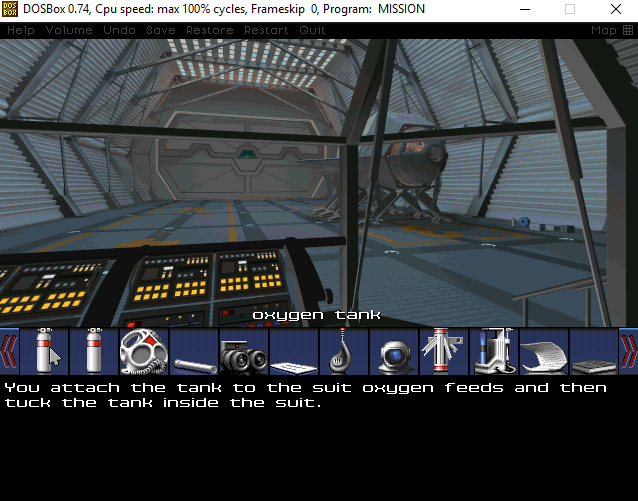 DOS
BOX
DOSBox 0.74, Cpu speed: max 100% cycles, Frameskip 0, Program: MISSION
Help Volume Undo Save Restore Restart Quit Map
oxygen tank
You attach the tank to the suit oxygen feeds and then
tuck the tank inside the suit.